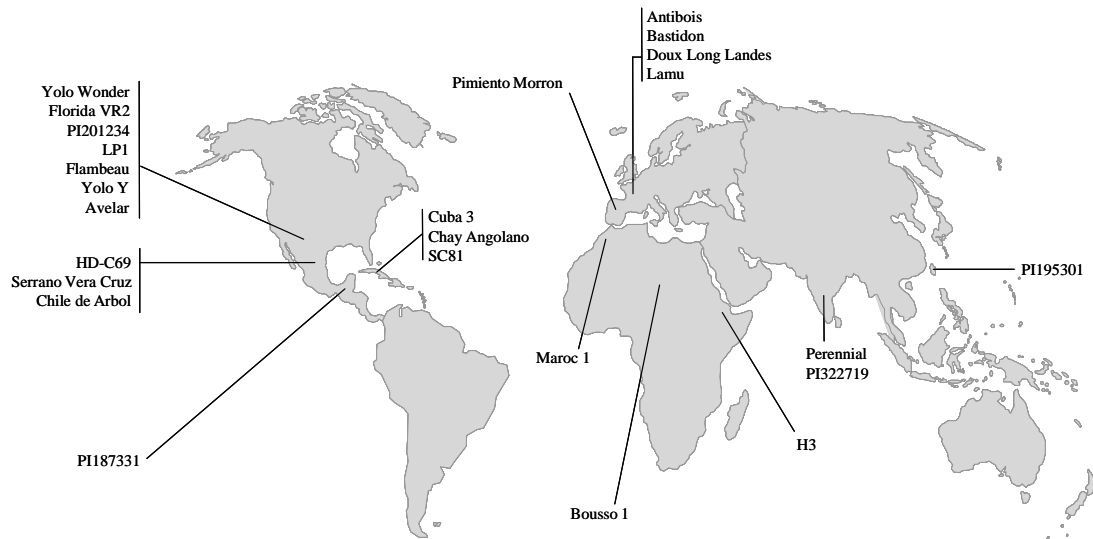 Antibois
Bastidon
Doux Long Landes
Lamu
Pimiento Morron
Yolo Wonder
Florida VR2
PI201234
LP1
Flambeau
Yolo Y
Avelar
Cuba 3
Chay Angolano
SC81
HD-C69
Serrano Vera Cruz
Chile de Arbol
PI195301
Maroc 1
Perennial
PI322719
H3
PI187331
Bousso 1